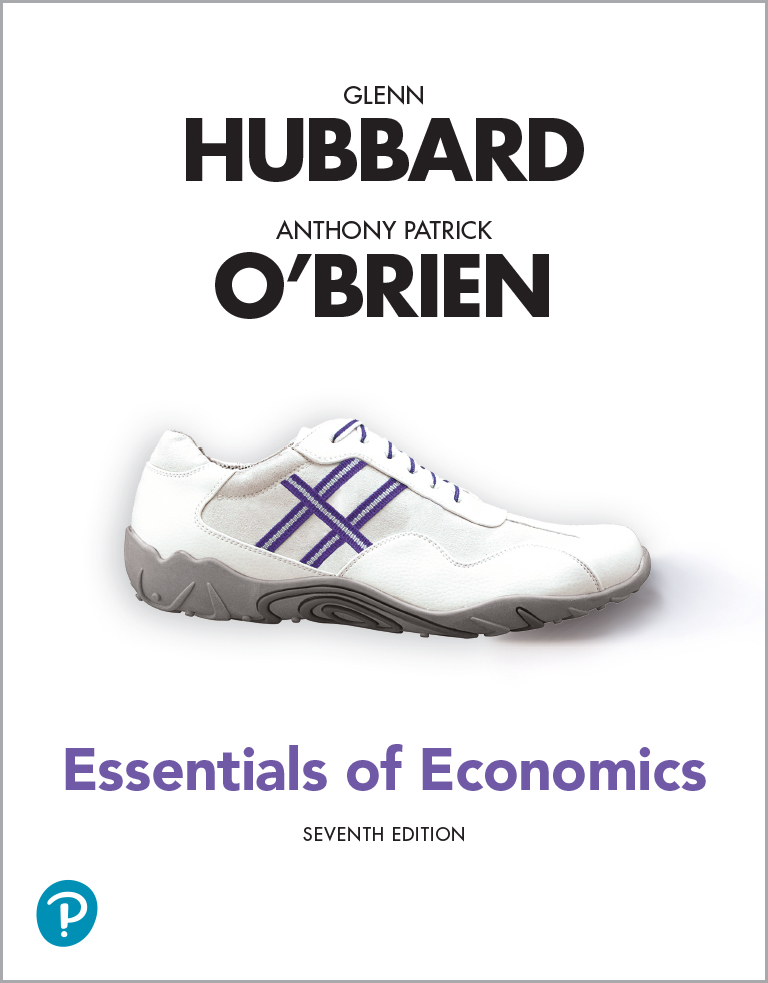 GLENN
HUBBARD
ANTHONY PATRICK
O’BRIEN
Essentials of Economics
SEVENTH EDITION
P